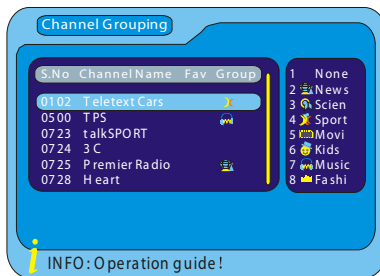 Channel Grouping
S.No Channel Name Fav Group
0102 Teletext Cars
0500 TPS
0723 talkSPORT
0724 3C
0725 Premier Radio
0728 Heart
1 None
2 News
3 Scien
4 Sport
5 Movi
6 Kids
7 Music
8 Fashi
i INFO: Operation guide!